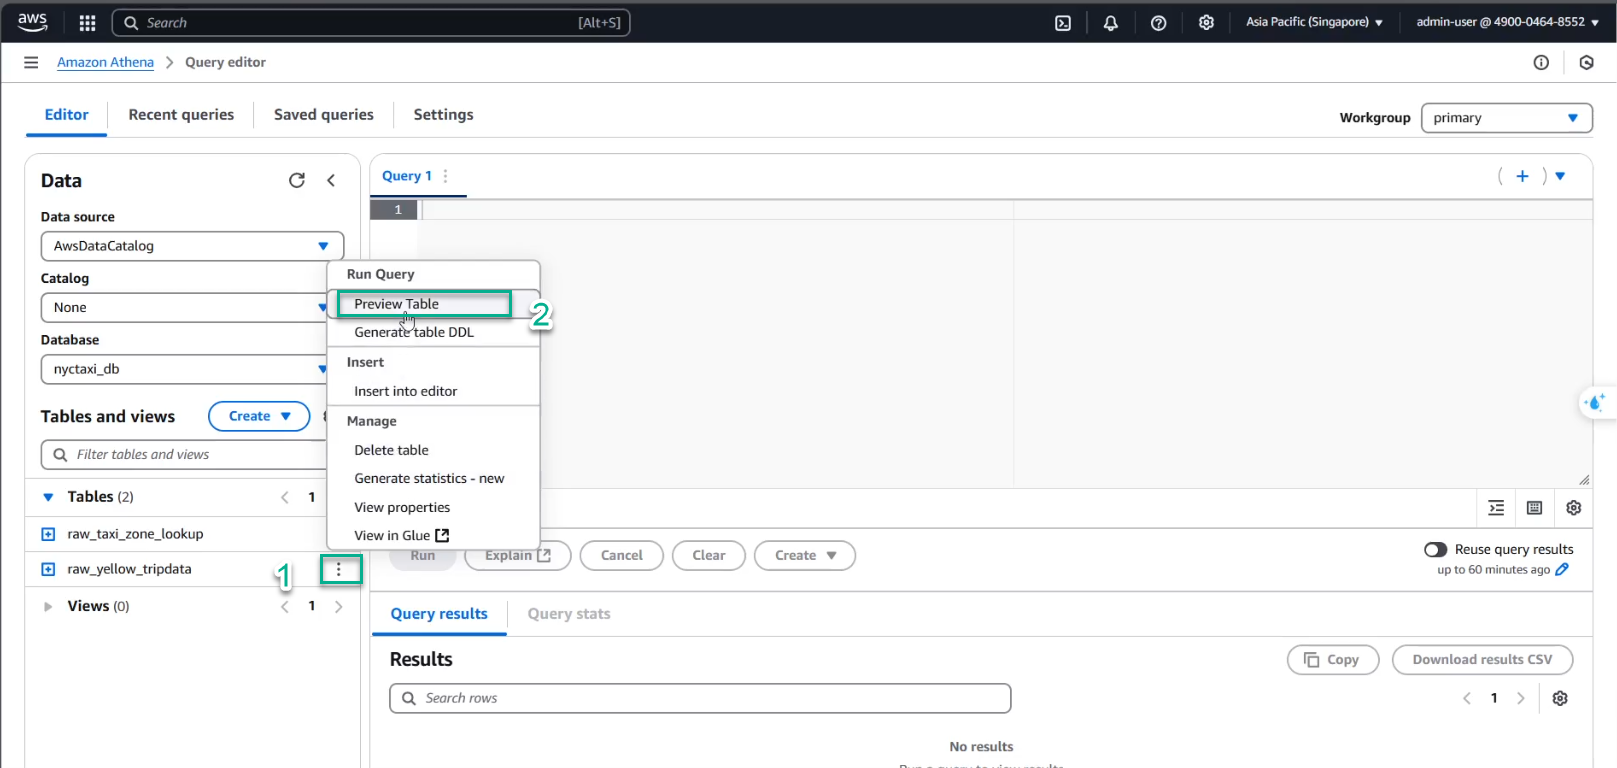 aws
Search
[Alt+S]
Asia Pacific (Singapore)
admin-user @ 4900-0464-8552
Amazon Athena
Query editor
Editor
Recent queries
Saved queries
Settings
Workgroup
primary
Data
Data source
AwsDataCatalog
Catalog
None
Database
nyctaxi_db
Tables and views
Create
Filter tables and views
Tables (2)
1
raw_taxi_zone_lookup
raw_yellow_tripdata
1
Views (0)
1
Run Query
Preview Table
2
Generate table DDL
Insert
Insert into editor
Manage
Delete table
Generate statistics - new
View properties
View in Glue
Query 1
1
Run
Explain
Cancel
Clear
Create
Reuse query results
up to 60 minutes ago
Query results
Query stats
Results
Copy
Download results CSV
Search rows
1
No results